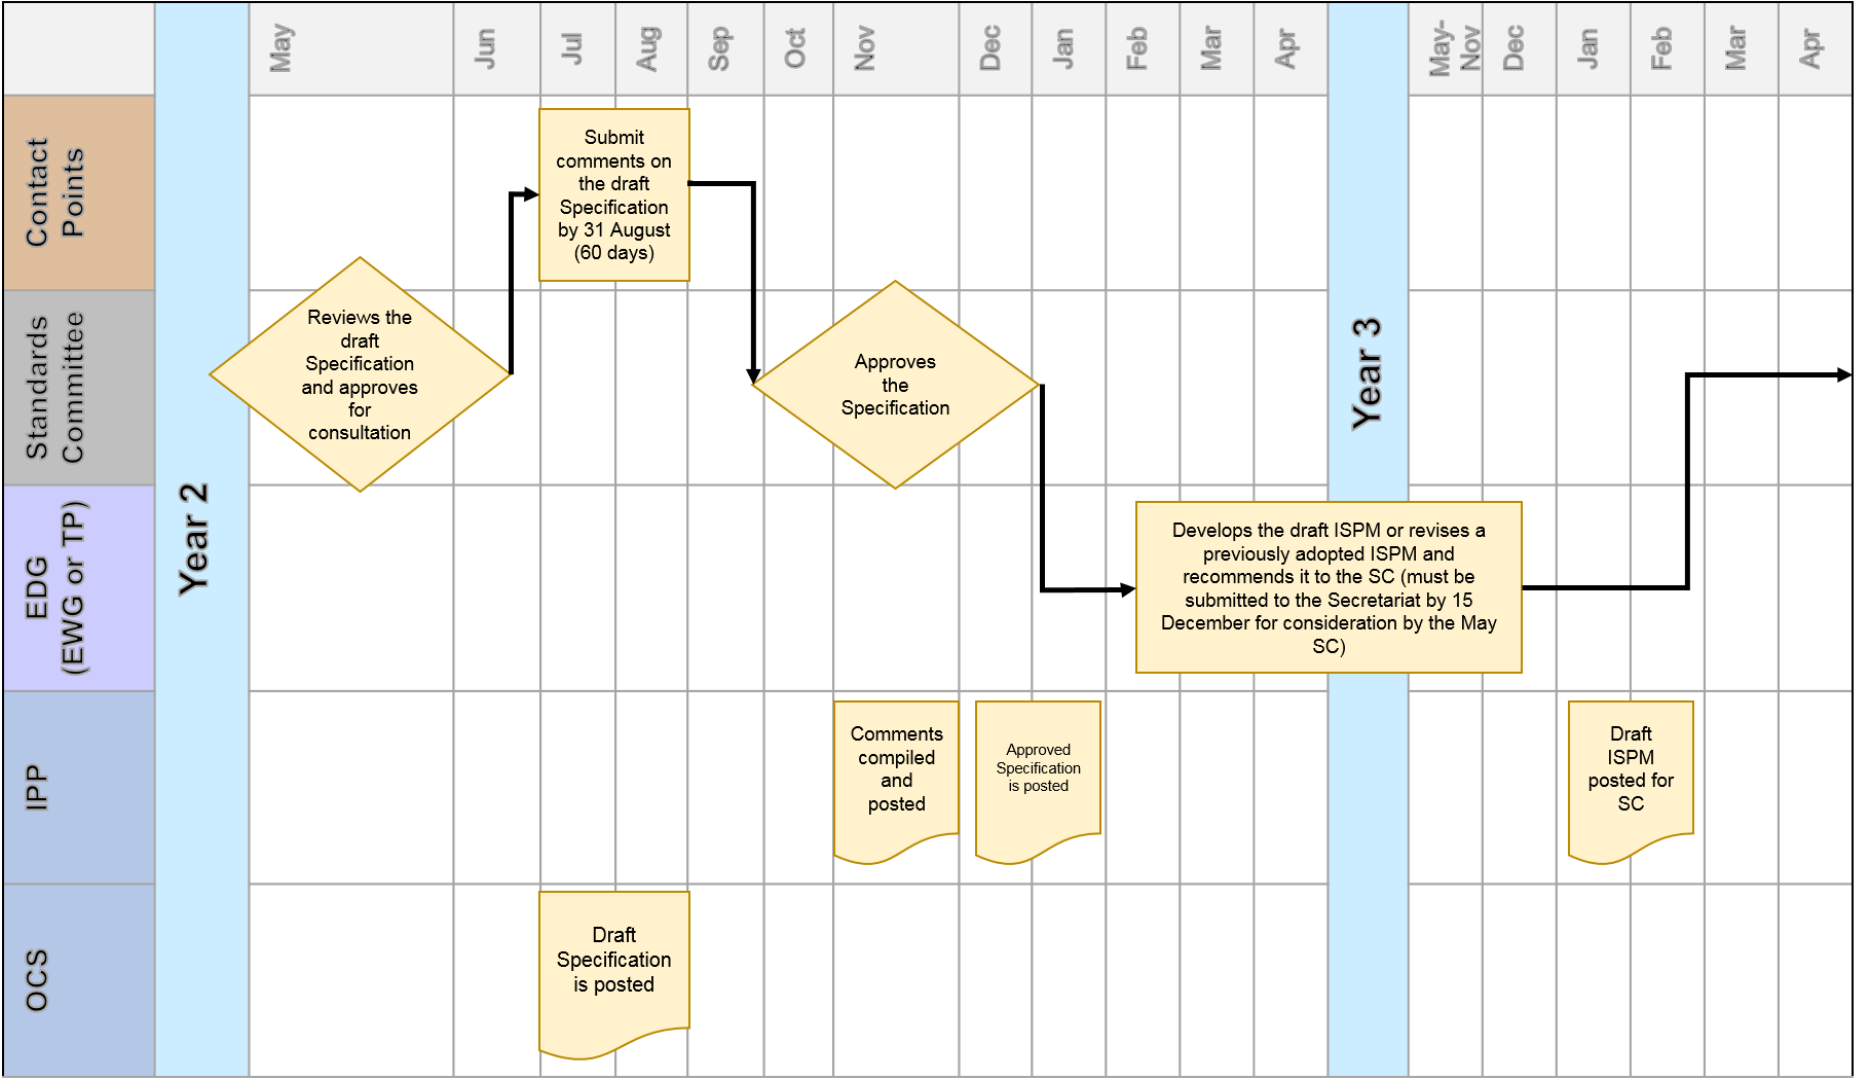 May
Jun
Jul
Aug
Sep
Oct
Nov
Dec
Jan
Feb
Mar
Apr
May-
Nov
Dec
Jan
Feb
Mar
Apr
Year 2
Year 3
Contact
Points
Submit
comments on
the draft
Specification
by 31 August
(60 days)
Standards
Committee
Reviews the
draft
Specification
and approves
for
consultation
Approves
the
Specification
EDG
(EWG or TP)
Develops the draft ISPM or revises a
previously adopted ISPM and
recommends it to the SC (must be
submitted to the Secretariat by 15
December for consideration by the May
SC)
IPP
Comments
compiled
and
posted
Approved
Specification
is posted
Draft
ISPM
posted for
SC
OCS
Draft
Specification
is posted